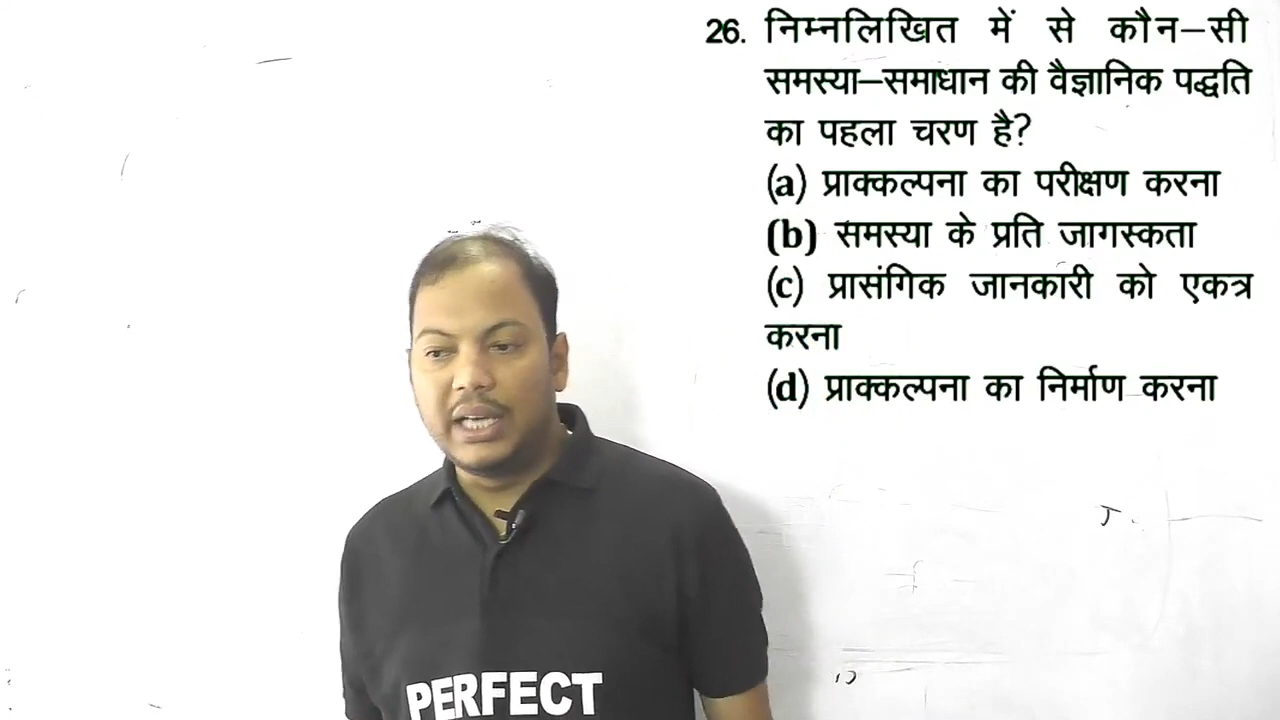 26. निम्नलिखित में से कौन–सी
समस्या–समाधान की वैज्ञानिक पद्धति
का पहला चरण है?
(a) प्राक्कल्पना का परीक्षण करना
(b) समस्या के प्रति जागस्कता
(c) प्रासंगिक जानकारी को एकत्र
करना
(d) प्राक्कल्पना का निर्माण करना
PERFECT